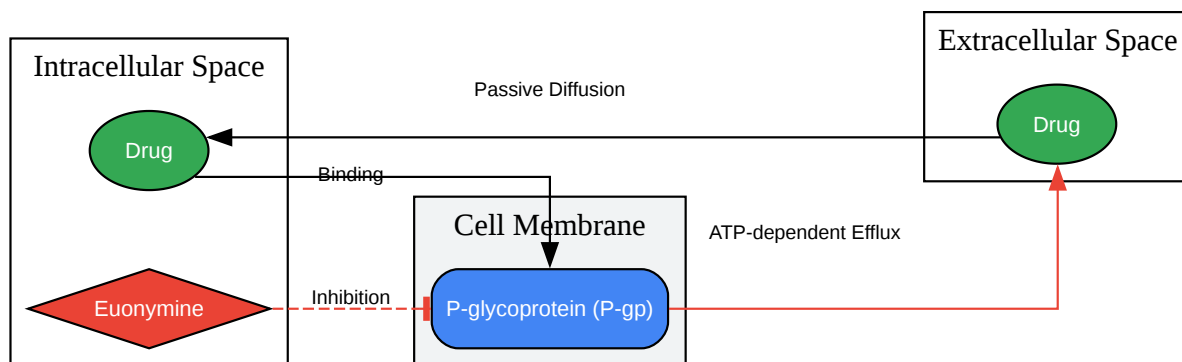 Intracellular Space
Extracellular Space
Passive Diffusion
Drug
Drug
Binding
Cell Membrane
ATP-dependent Efflux
Euonymine
Inhibition
P-glycoprotein (P-gp)